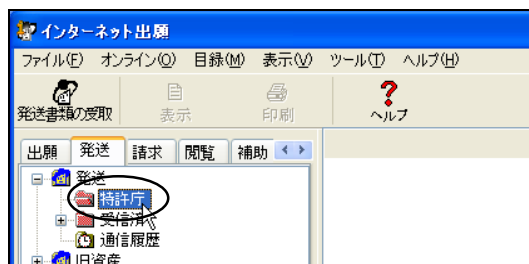 インターネット出願
ファイル(F) オンライン(O) 目録(M) 表示(V) ツール(T) ヘルプ(H)
発送書類の受取 表示 印刷 ヘルプ
出願 発送 請求 閲覧 補助
発送
特許庁
受信済
通信履歴
旧資産